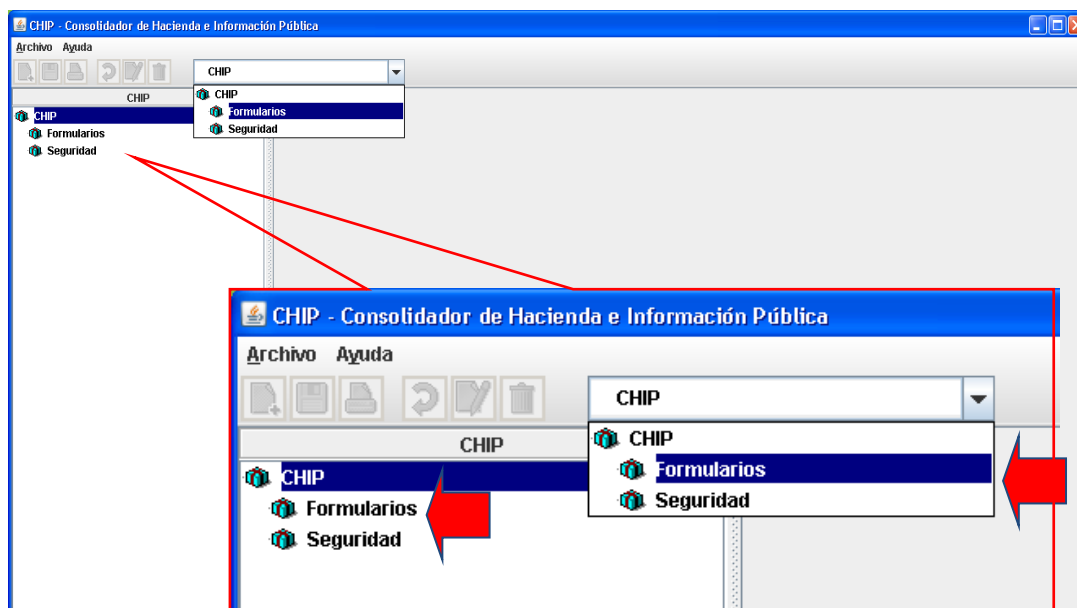 CHIP - Consolidador de Hacienda e Información Pública
Archivo Ayuda
CHIP
CHIP
CHIP
Formularios
Seguridad
CHIP
Formularios
Seguridad
CHIP - Consolidador de Hacienda e Información Pública
Archivo Ayuda
CHIP
CHIP
CHIP
Formularios
Seguridad
CHIP
Formularios
Seguridad